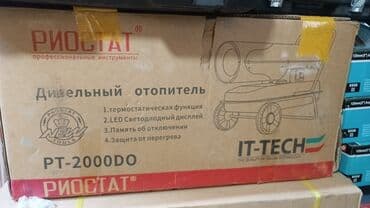 РИОСТАТ®
профессиональные инструменты
Дизельный отопитель
1.термостатическая функция
2.LED Светлодиодный дисплей
3.Память об отключении
4.Защита от перегрева
PT-2000DO
IT-TECH
РИОСТАТ®